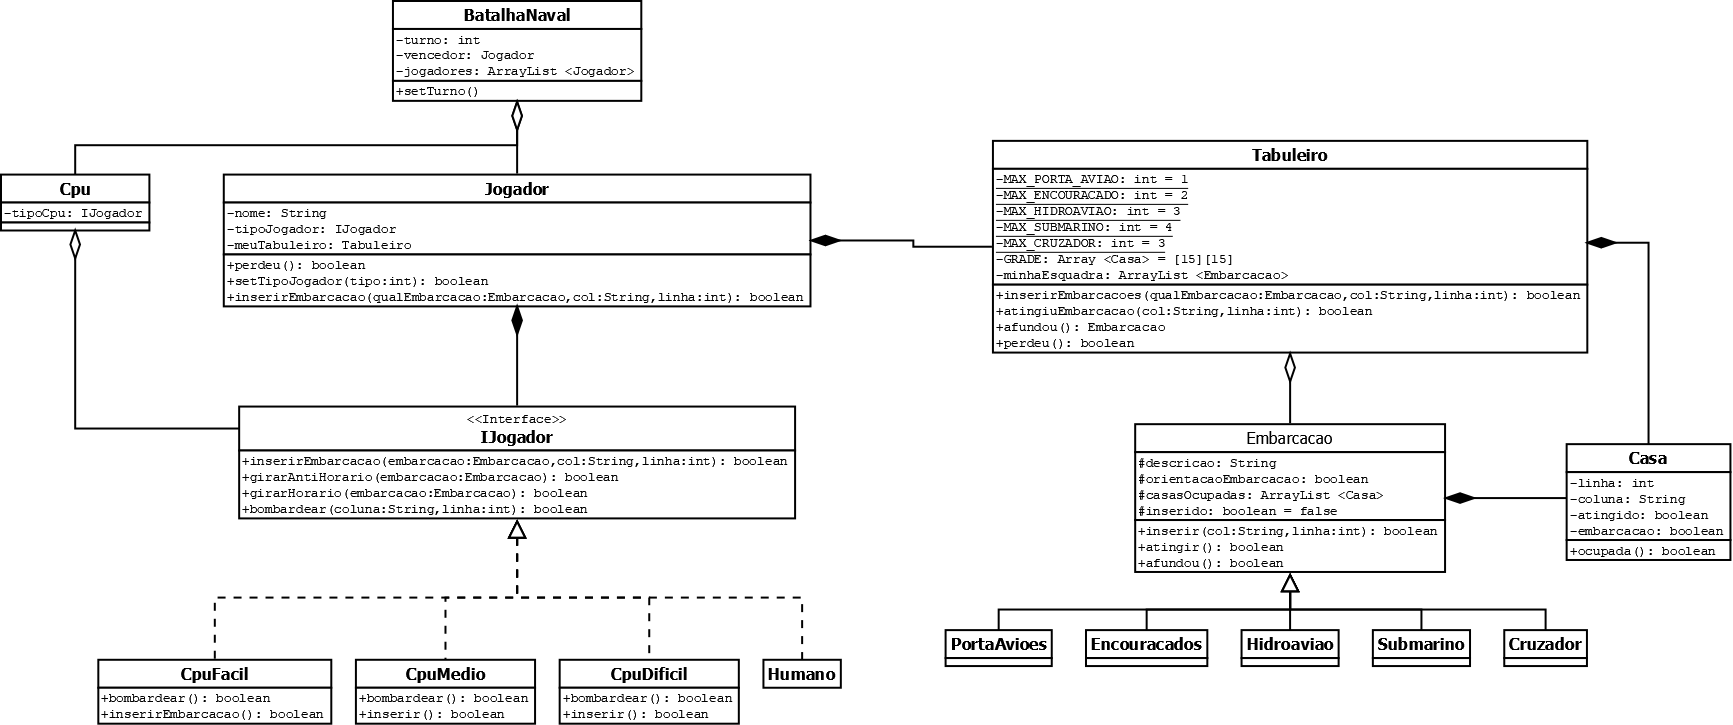 BatalhaNaval
-turno: int
-vencedor: Jogador
-jogadores: ArrayList <Jogador>
+setTurno()
Cpu
-tipoCpu: IJogador
Jogador
-nome: String
-tipoJogador: IJogador
-meuTabuleiro: Tabuleiro
+perdeu(): boolean
+setTipoJogador(tipo:int): boolean
+inserirEmbarcacao(qualEmbarcacao:Embarcacao,col:String,linha:int): boolean
Tabuleiro
-MAX_PORTA_AVIAO: int = 1
-MAX_ENCOURACADO: int = 2
-MAX_HIDROAVIAO: int = 3
-MAX_SUBMARINO: int = 4
-MAX_CRUZADOR: int = 3
-GRADE: Array <Casa> = [15][15]
-minhaEsquadra: ArrayList <Embarcacao>
+inserirEmbarcacoes(qualEmbarcacao:Embarcacao,col:String,linha:int): boolean
+atingiuEmbarcacao(col:String,linha:int): boolean
+afundou(): Embarcacao
+perdeu(): boolean
<<Interface>>
IJogador
+inserirEmbarcacao(embarcacao:Embarcacao,col:String,linha:int): boolean
+girarAntiHorario(embarcacao:Embarcacao): boolean
+girarHorario(embarcacao:Embarcacao): boolean
+bombardear(coluna:String,linha:int): boolean
Embarcacao
#descricao: String
#orientacaoEmbarcacao: boolean
#casasOcupadas: ArrayList <Casa>
#inserido: boolean = false
+inserir(col:String,linha:int): boolean
+atingir(): boolean
+afundou(): boolean
Casa
-linha: int
-coluna: String
-atingido: boolean
-embarcacao: boolean
+ocupada(): boolean
PortaAvioes
Encouracados
Hidroaviao
Submarino
Cruzador
CpuFacil
+bombardear(): boolean
+inserirEmbarcacao(): boolean
CpuMedio
+bombardear(): boolean
+inserir(): boolean
CpuDificil
+bombardear(): boolean
+inserir(): boolean
Humano